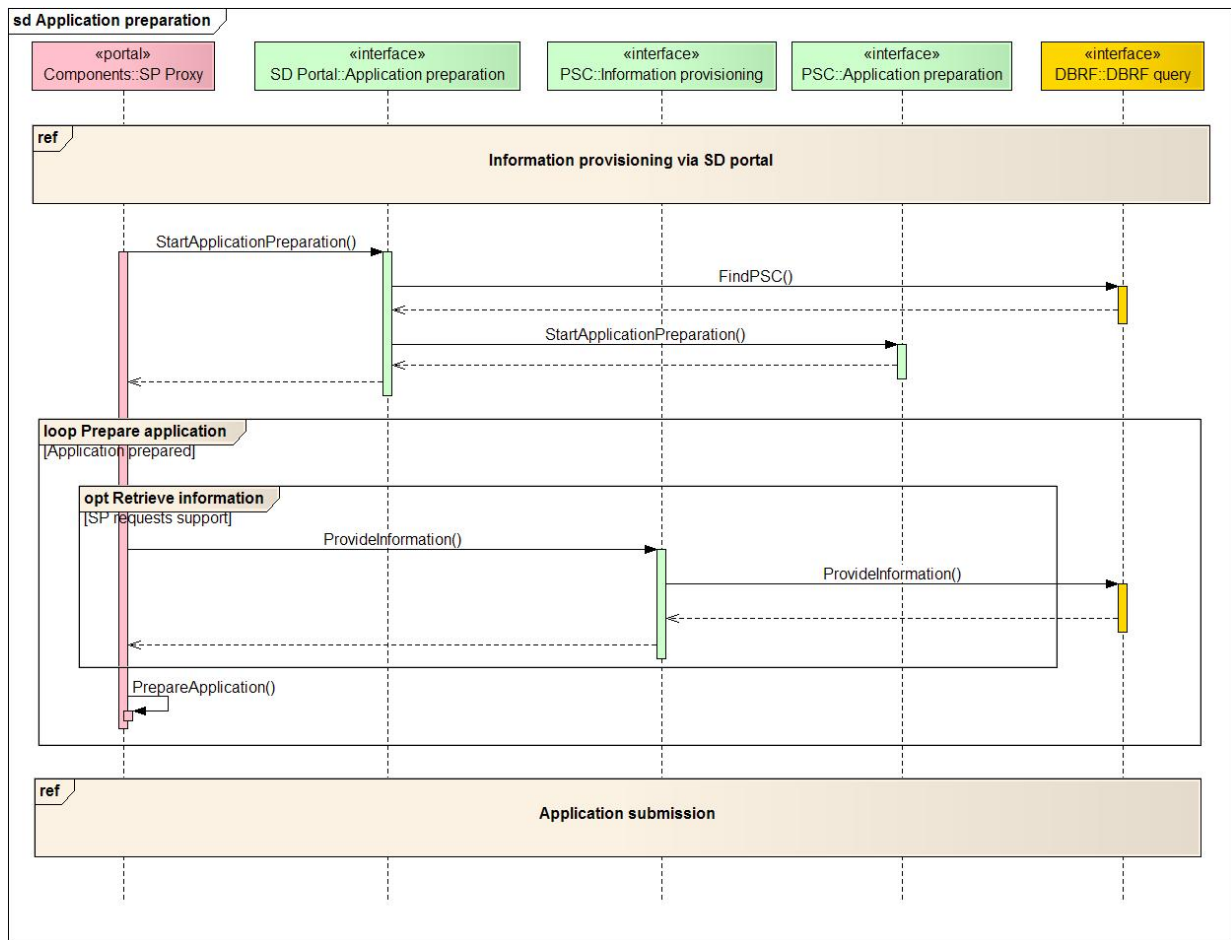 sd Application preparation
«portal»
Components::SP Proxy
«interface»
SD Portal::Application preparation
«interface»
PSC::Information provisioning
«interface»
PSC::Application preparation
«interface»
DBRF::DBRF query
ref
Information provisioning via SD portal
StartApplicationPreparation()
FindPSC()
StartApplicationPreparation()
loop Prepare application
[Application prepared]
opt Retrieve information
[SP requests support]
ProvideInformation()
ProvideInformation()
PrepareApplication()
ref
Application submission